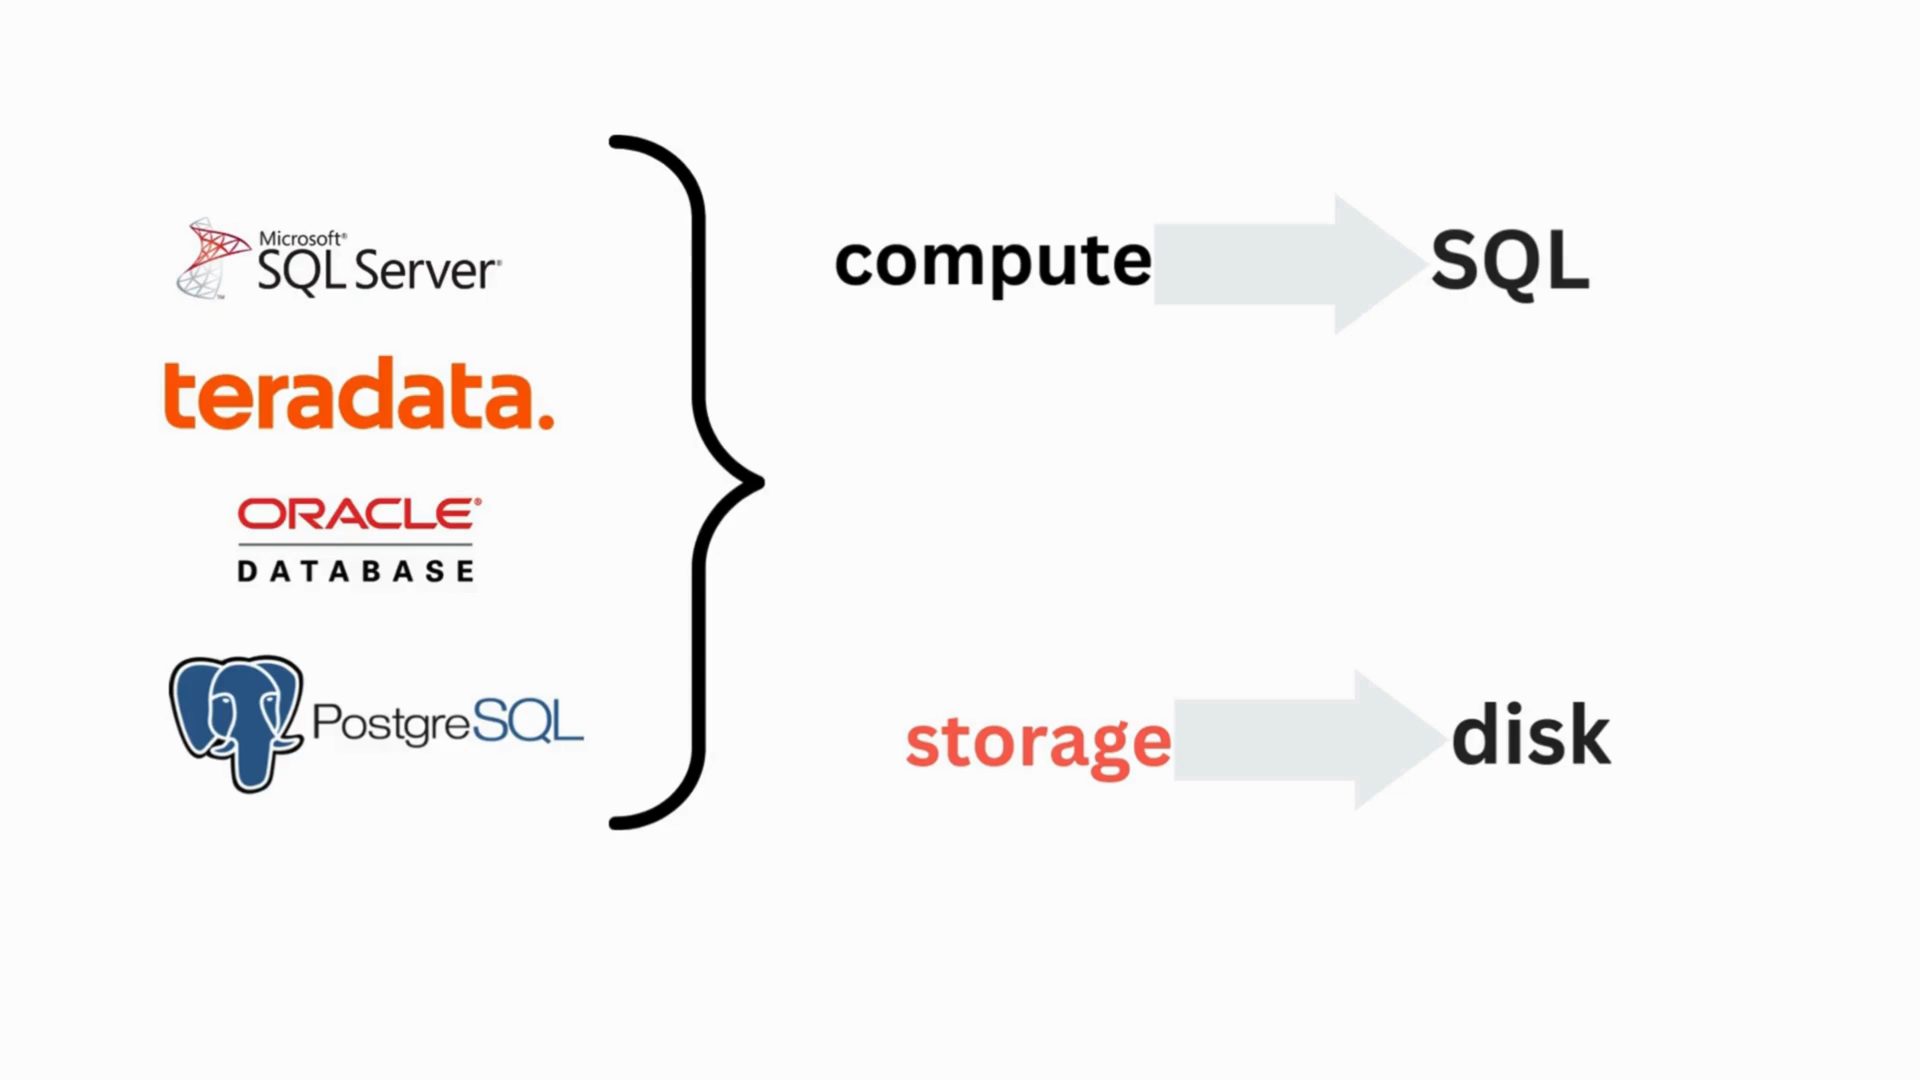 Microsoft®
SQL Server®
teradata.
ORACLE®
DATABASE
PostgreSQL
compute
SQL
storage
disk